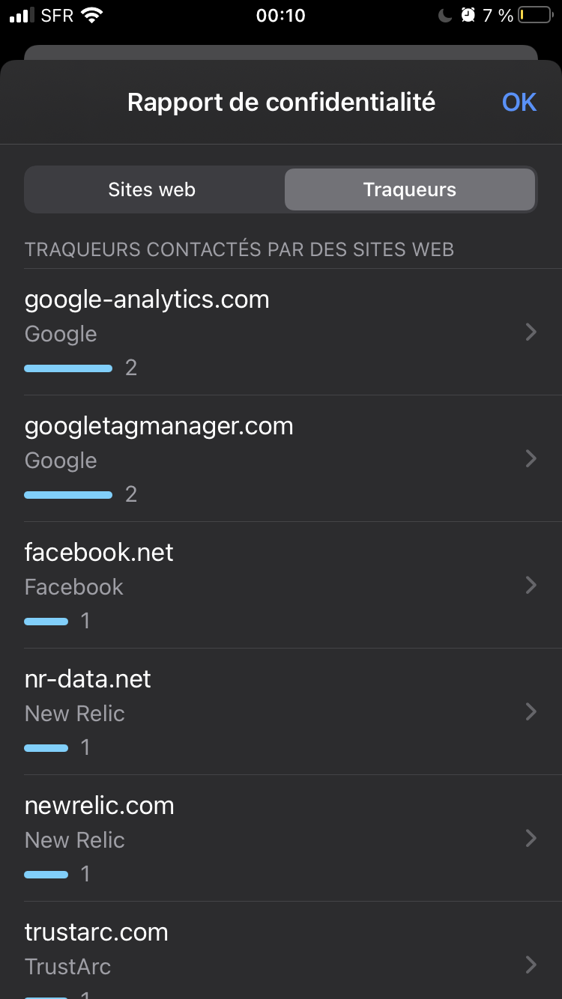 SFR 00:10 7 %
Rapport de confidentialité OK
Sites web Traqueurs
TRAQUEURS CONTACTÉS PAR DES SITES WEB
google-analytics.com
Google
2
googletagmanager.com
Google
2
facebook.net
Facebook
1
nr-data.net
New Relic
1
newrelic.com
New Relic
1
trustarc.com
TrustArc
1